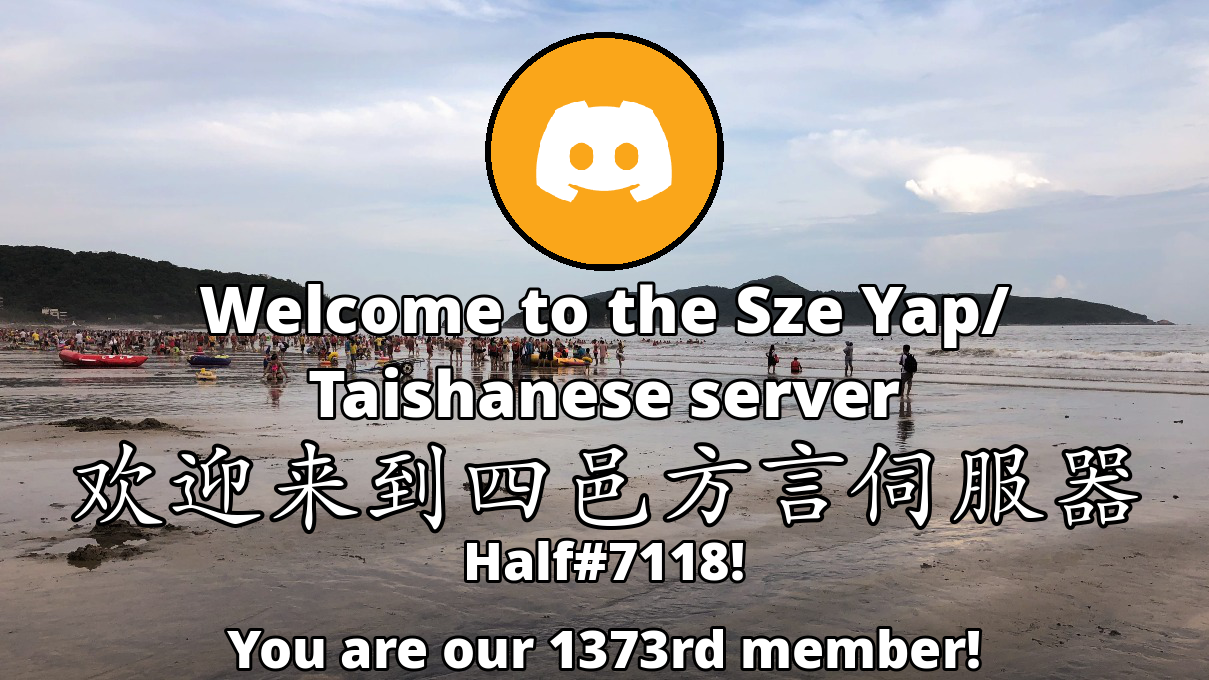 Welcome to the Sze Yap/
Taishanese server
欢迎来到四邑方言伺服器
Half#7118!
You are our 1373rd member!